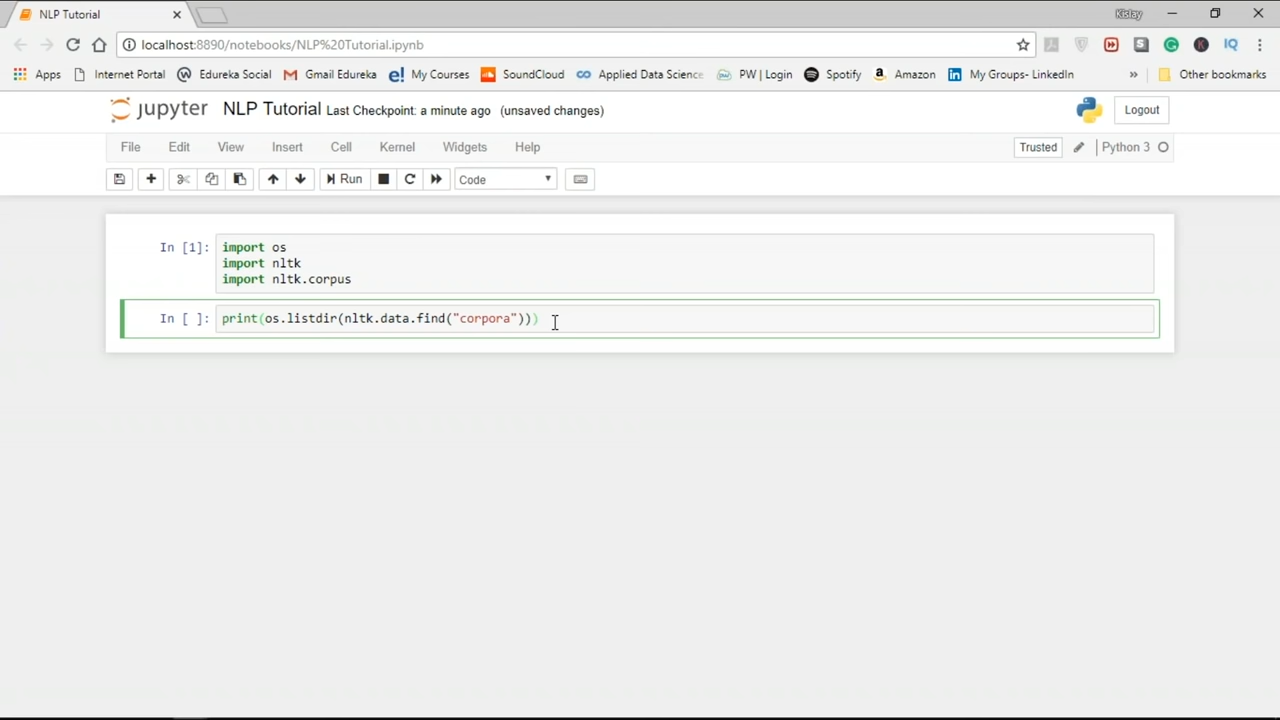 NLP Tutorial
Kislay
localhost:8890/notebooks/NLP%20Tutorial.ipynb
Apps Internet Portal Edureka Social Gmail Edureka My Courses SoundCloud Applied Data Science PW | Login Spotify Amazon My Groups- LinkedIn » Other bookmarks
jupyter NLP Tutorial Last Checkpoint: a minute ago (unsaved changes) Logout
File Edit View Insert Cell Kernel Widgets Help Trusted Python 3
Run Code
In [1]: import os
import nltk
import nltk.corpus
In [ ]: print(os.listdir(nltk.data.find("corpora")))